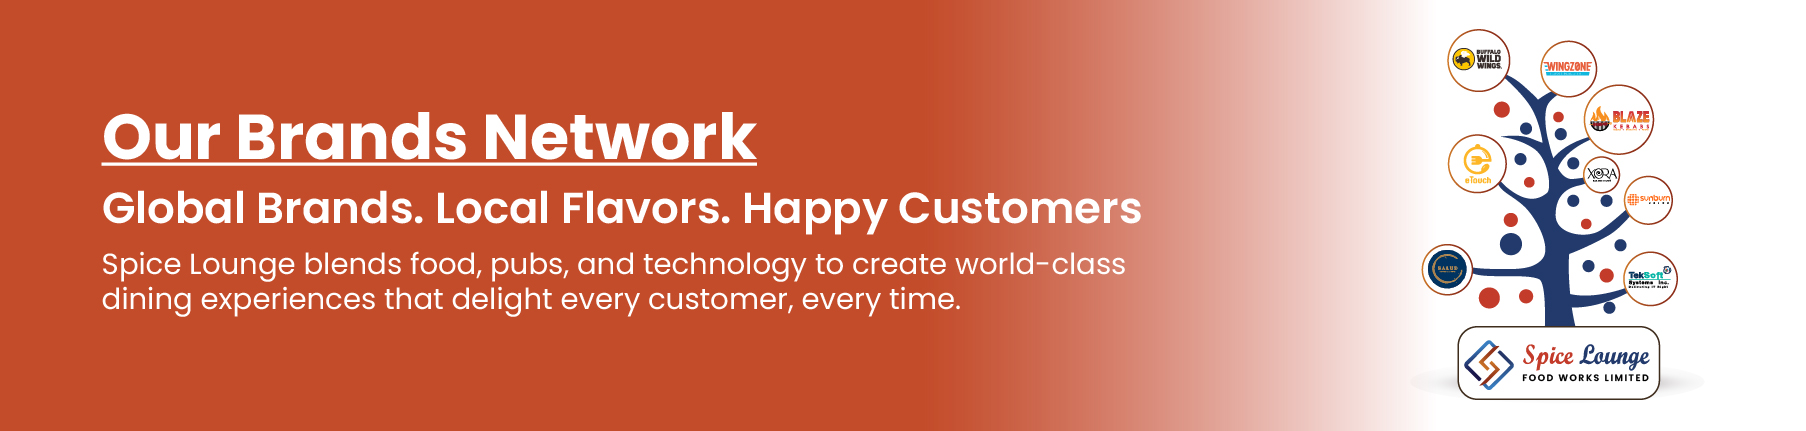 Our Brands Network
Global Brands. Local Flavors. Happy Customers
Spice Lounge blends food, pubs, and technology to create world-class
dining experiences that delight every customer, every time.
BUFFALO
WILD
WINGS
WINGZONE
BLAZE
KEBABS
eTouch
XORA
sunburn
UNION
TekSoft
Systems Inc.
Spice Lounge
FOOD WORKS LIMITED